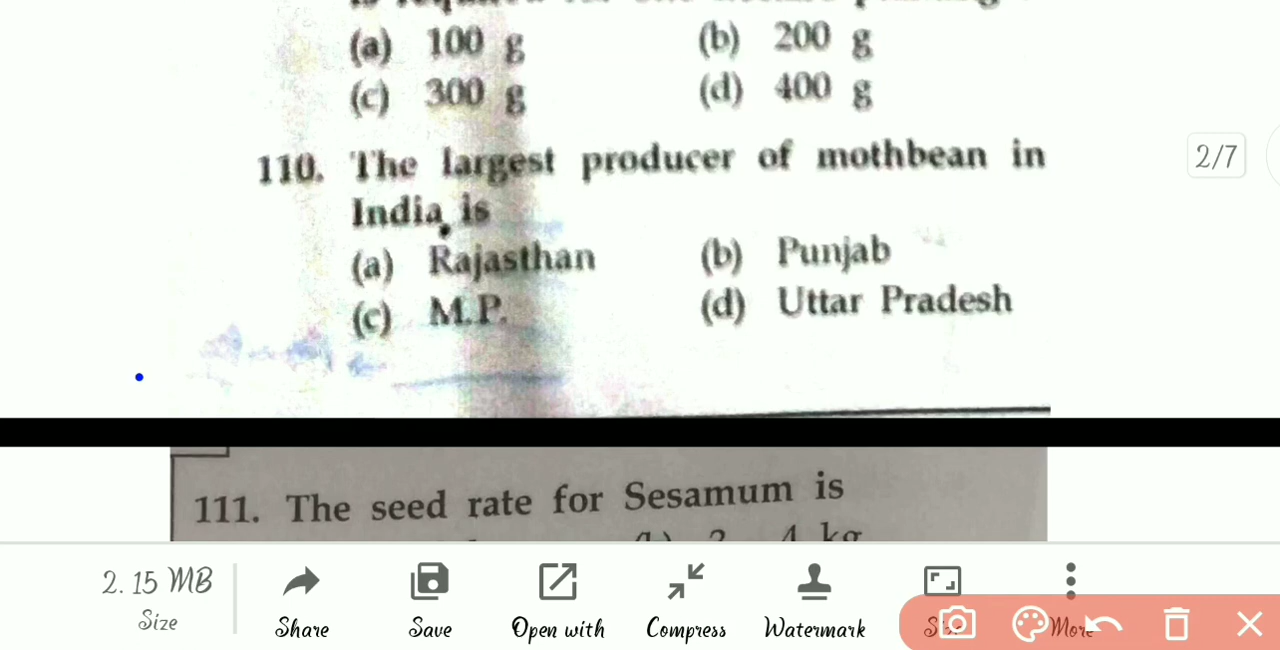 (a) 100 g (b) 200 g
(c) 300 g (d) 400 g
110. The largest producer of mothbean in
India is
(a) Rajasthan (b) Punjab
(c) M.P. (d) Uttar Pradesh
2/7
111. The seed rate for Sesamum is
2. 15 MB
Size
Share
Save
Open with
Compress
Watermark
More